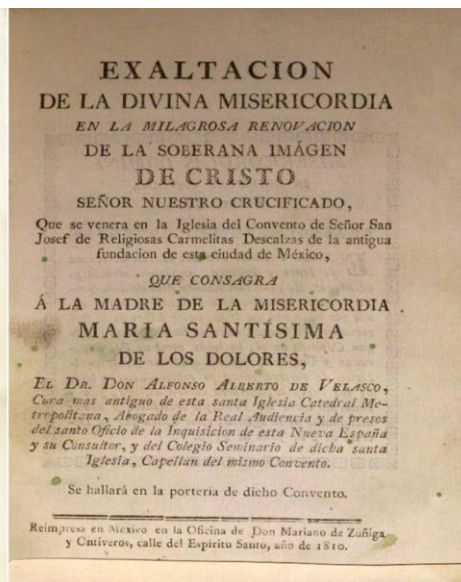 EXALTACION
DE LA DIVINA MISERICORDIA
EN LA MILAGROSA RENOVACION
DE LA SOBERANA IMÁGEN
DE CRISTO
SEÑOR NUESTRO CRUCIFICADO,
Que se venera en la Iglesia del Convento de Señor San
Josef de Religiosas Carmelitas Descalzas de la antigua
fundacion de esta ciudad de México,
QUE CONSAGRA
Á LA MADRE DE LA MISERICORDIA
MARIA SANTÍSIMA
DE LOS DOLORES,
EL DR. DON ALFONSO ALBERTO DE VELASCO,
Cura mas antiguo de esta santa Iglesia Catedral Me-
tropolitana, Abogado de la Real Audiencia y de presos
del santo Oficio de la Inquisicion de esta Nueva España
y su Consultor, y del Colegio Seminario de dicha santa
Iglesia, Capellan del mismo Convento.
Se hallará en la portería de dicho Convento.
Reimpresa en México en la Oficina de Don Mariano de Zúñiga
y Ontiveros, calle del Espíritu Santo, año de 1810.